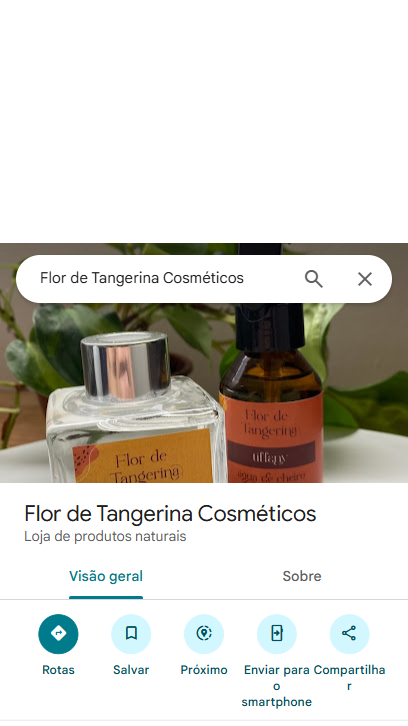 Flor de Tangerina Cosméticos
Flor de
Tangerina
Flor de
Tangerina
tiffany
água de cheiro
Flor de Tangerina Cosméticos
Loja de produtos naturais
Visão geral
Sobre
Rotas
Salvar
Próximo
Enviar para
o
smartphone
Compartilha
r